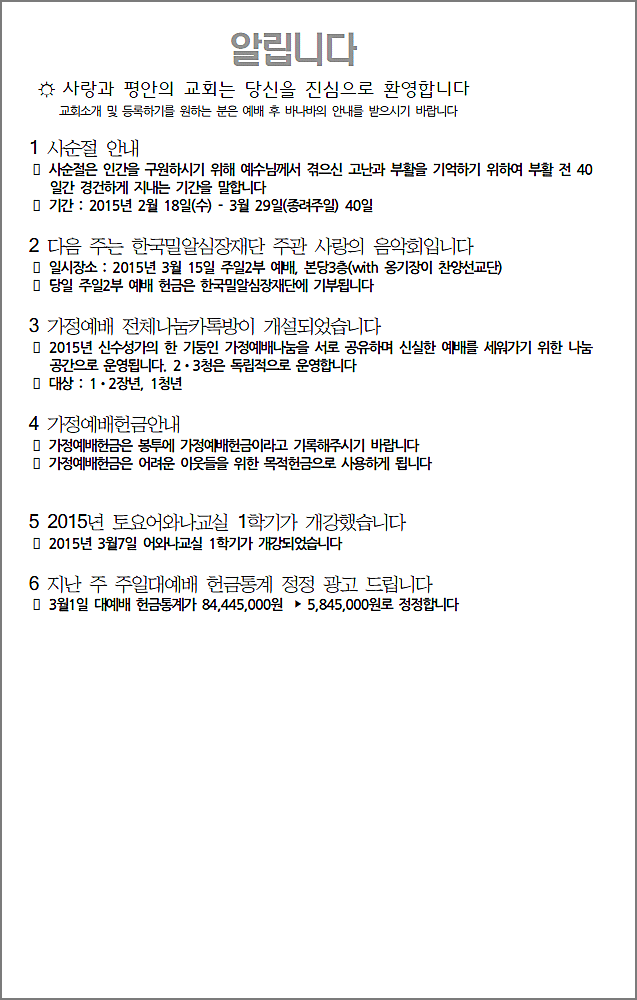 알립니다
☼ 사랑과 평안의 교회는 당신을 진심으로 환영합니다
교회소개 및 등록하기를 원하는 분은 예배 후 바나바의 안내를 받으시기 바랍니다
1 사순절 안내
▯ 사순절은 인간을 구원하시기 위해 예수님께서 겪으신 고난과 부활을 기억하기 위하여 부활 전 40
일간 경건하게 지내는 기간을 말합니다
▯ 기간 : 2015년 2월 18일(수) - 3월 29일(종려주일) 40일
2 다음 주는 한국밀알심장재단 주관 사랑의 음악회입니다
▯ 일시장소 : 2015년 3월 15일 주일2부 예배, 본당3층(with 옹기장이 찬양선교단)
▯ 당일 주일2부 예배 헌금은 한국밀알심장재단에 기부됩니다
3 가정예배 전체나눔카톡방이 개설되었습니다
▯ 2015년 신수성가의 한 기둥인 가정예배나눔을 서로 공유하며 신실한 예배를 세워가기 위한 나눔
공간으로 운영됩니다. 2•3청은 독립적으로 운영합니다
▯ 대상 : 1•2장년, 1청년
4 가정예배헌금안내
▯ 가정예배헌금은 봉투에 가정예배헌금이라고 기록해주시기 바랍니다
▯ 가정예배헌금은 어려운 이웃들을 위한 목적헌금으로 사용하게 됩니다
5 2015년 토요어와나교실 1학기가 개강했습니다
▯ 2015년 3월7일 어와나교실 1학기가 개강되었습니다
6 지난 주 주일대예배 헌금통계 정정 광고 드립니다
▯ 3월1일 대예배 헌금통계가 84,445,000원 ▶ 5,845,000원로 정정합니다